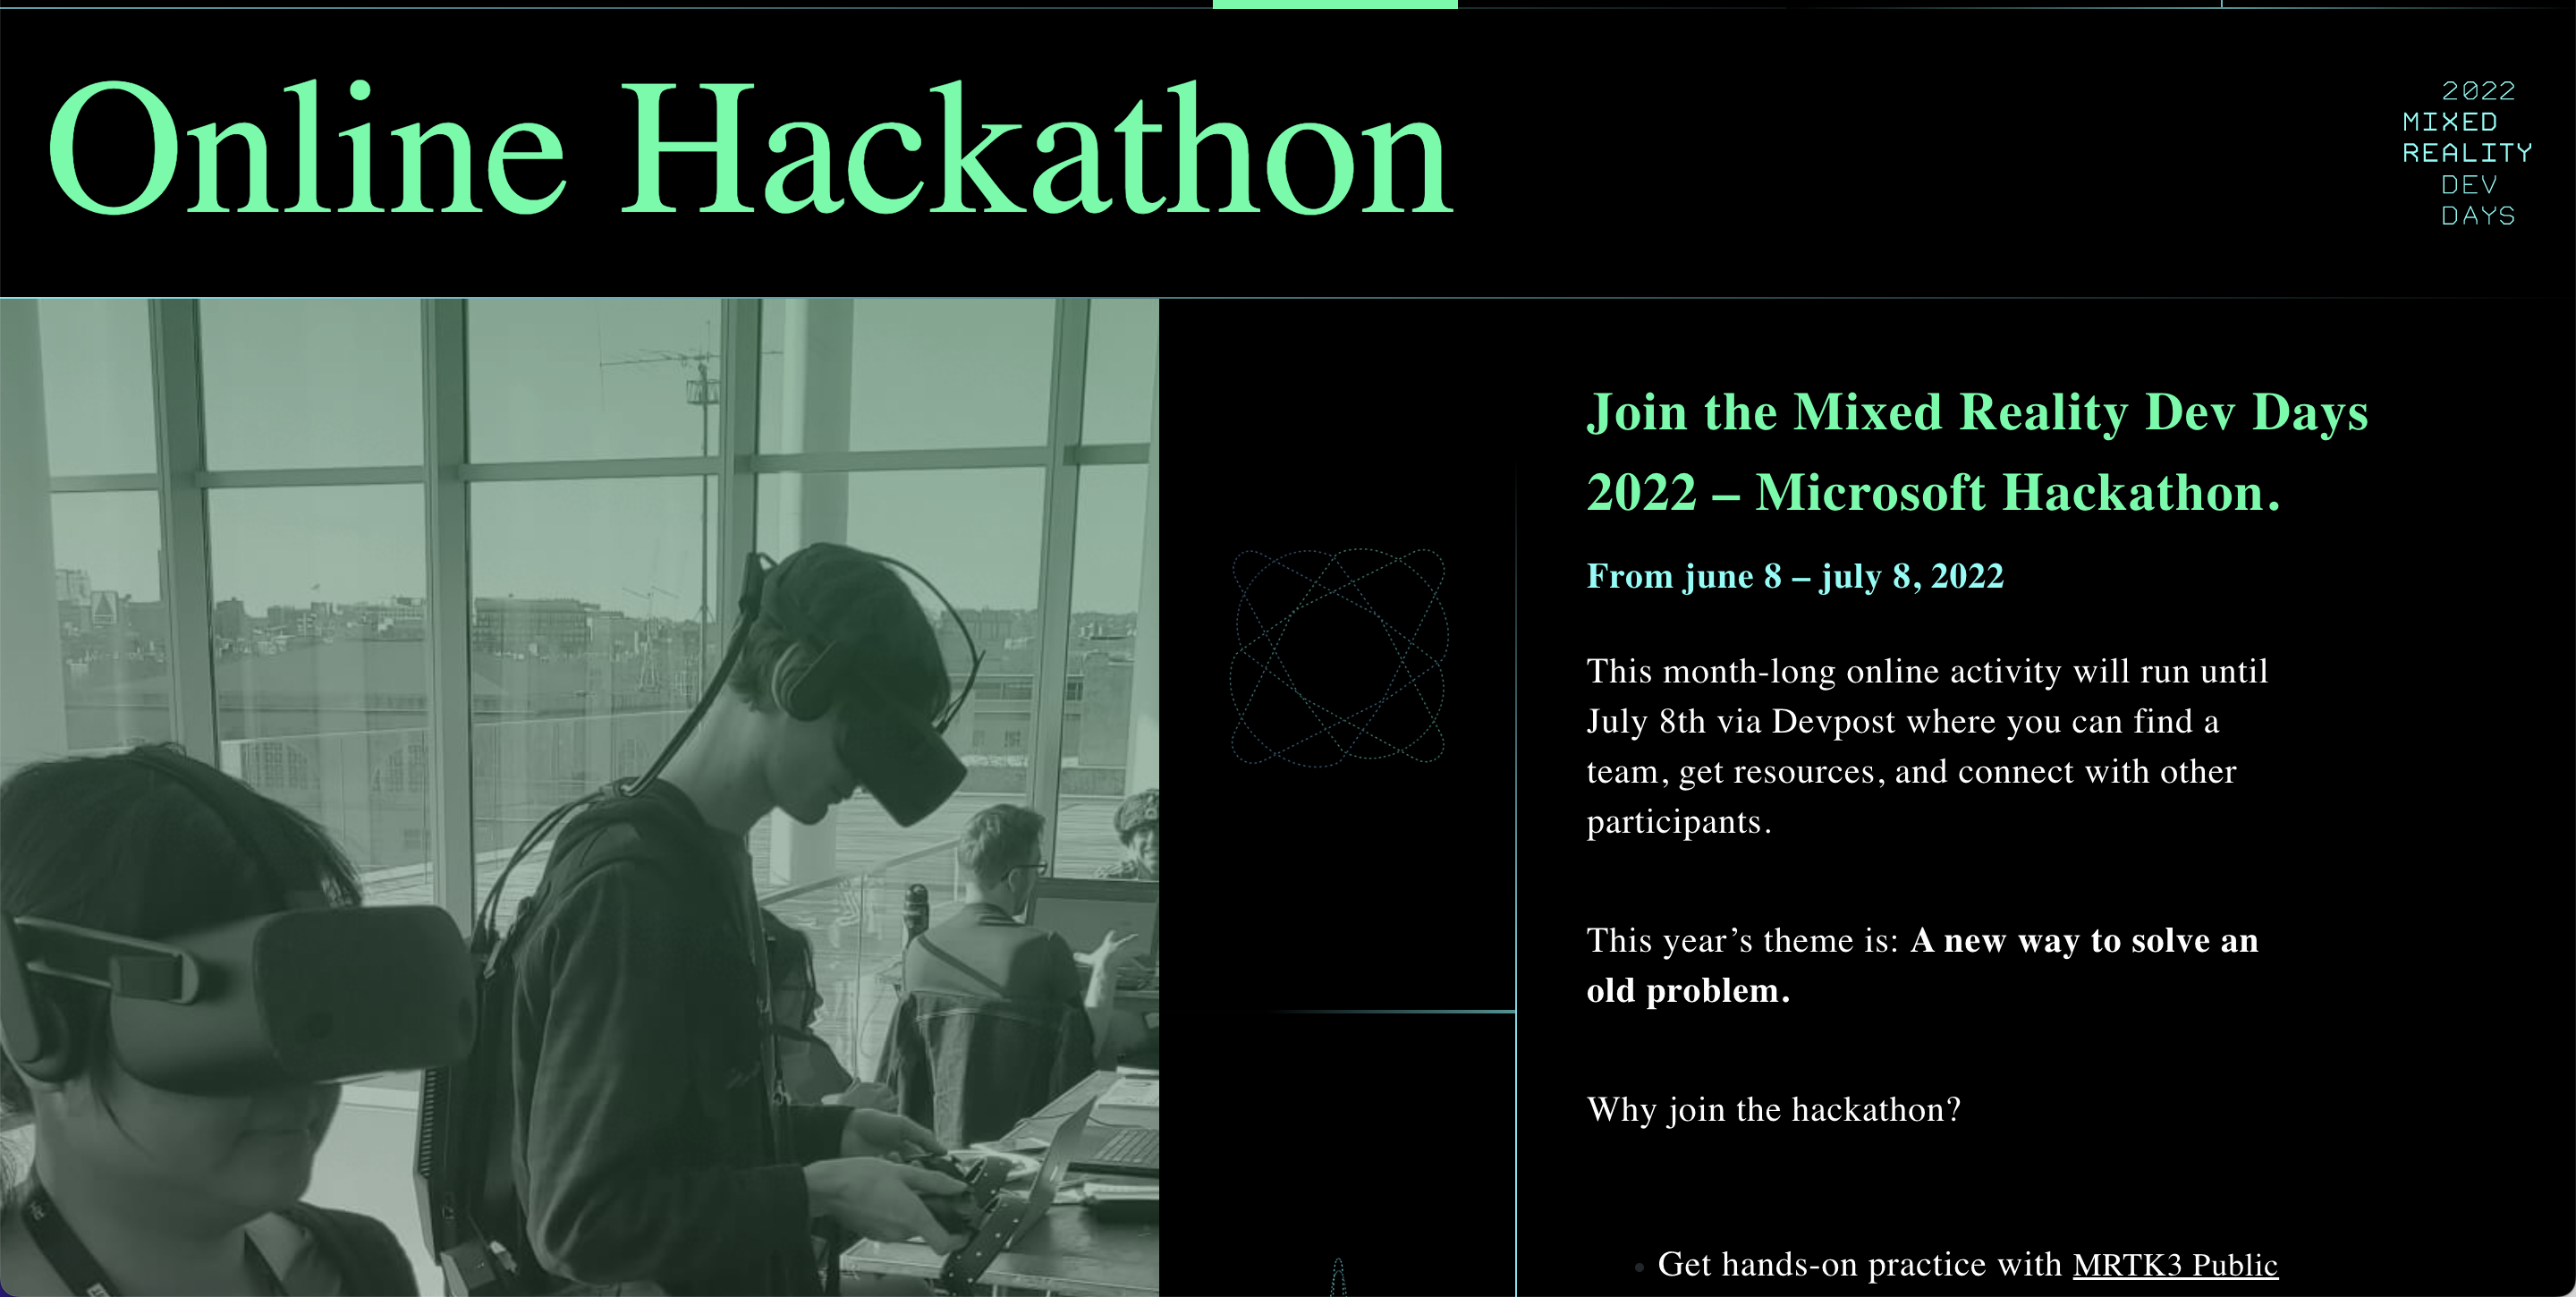 Online Hackathon
2022
MIXED
REALITY
DEV
DAYS
Join the Mixed Reality Dev Days
2022 – Microsoft Hackathon.
From june 8 – july 8, 2022
This month-long online activity will run until
July 8th via Devpost where you can find a
team, get resources, and connect with other
participants.
This year’s theme is: A new way to solve an
old problem.
Why join the hackathon?
• Get hands-on practice with MRTK3 Public